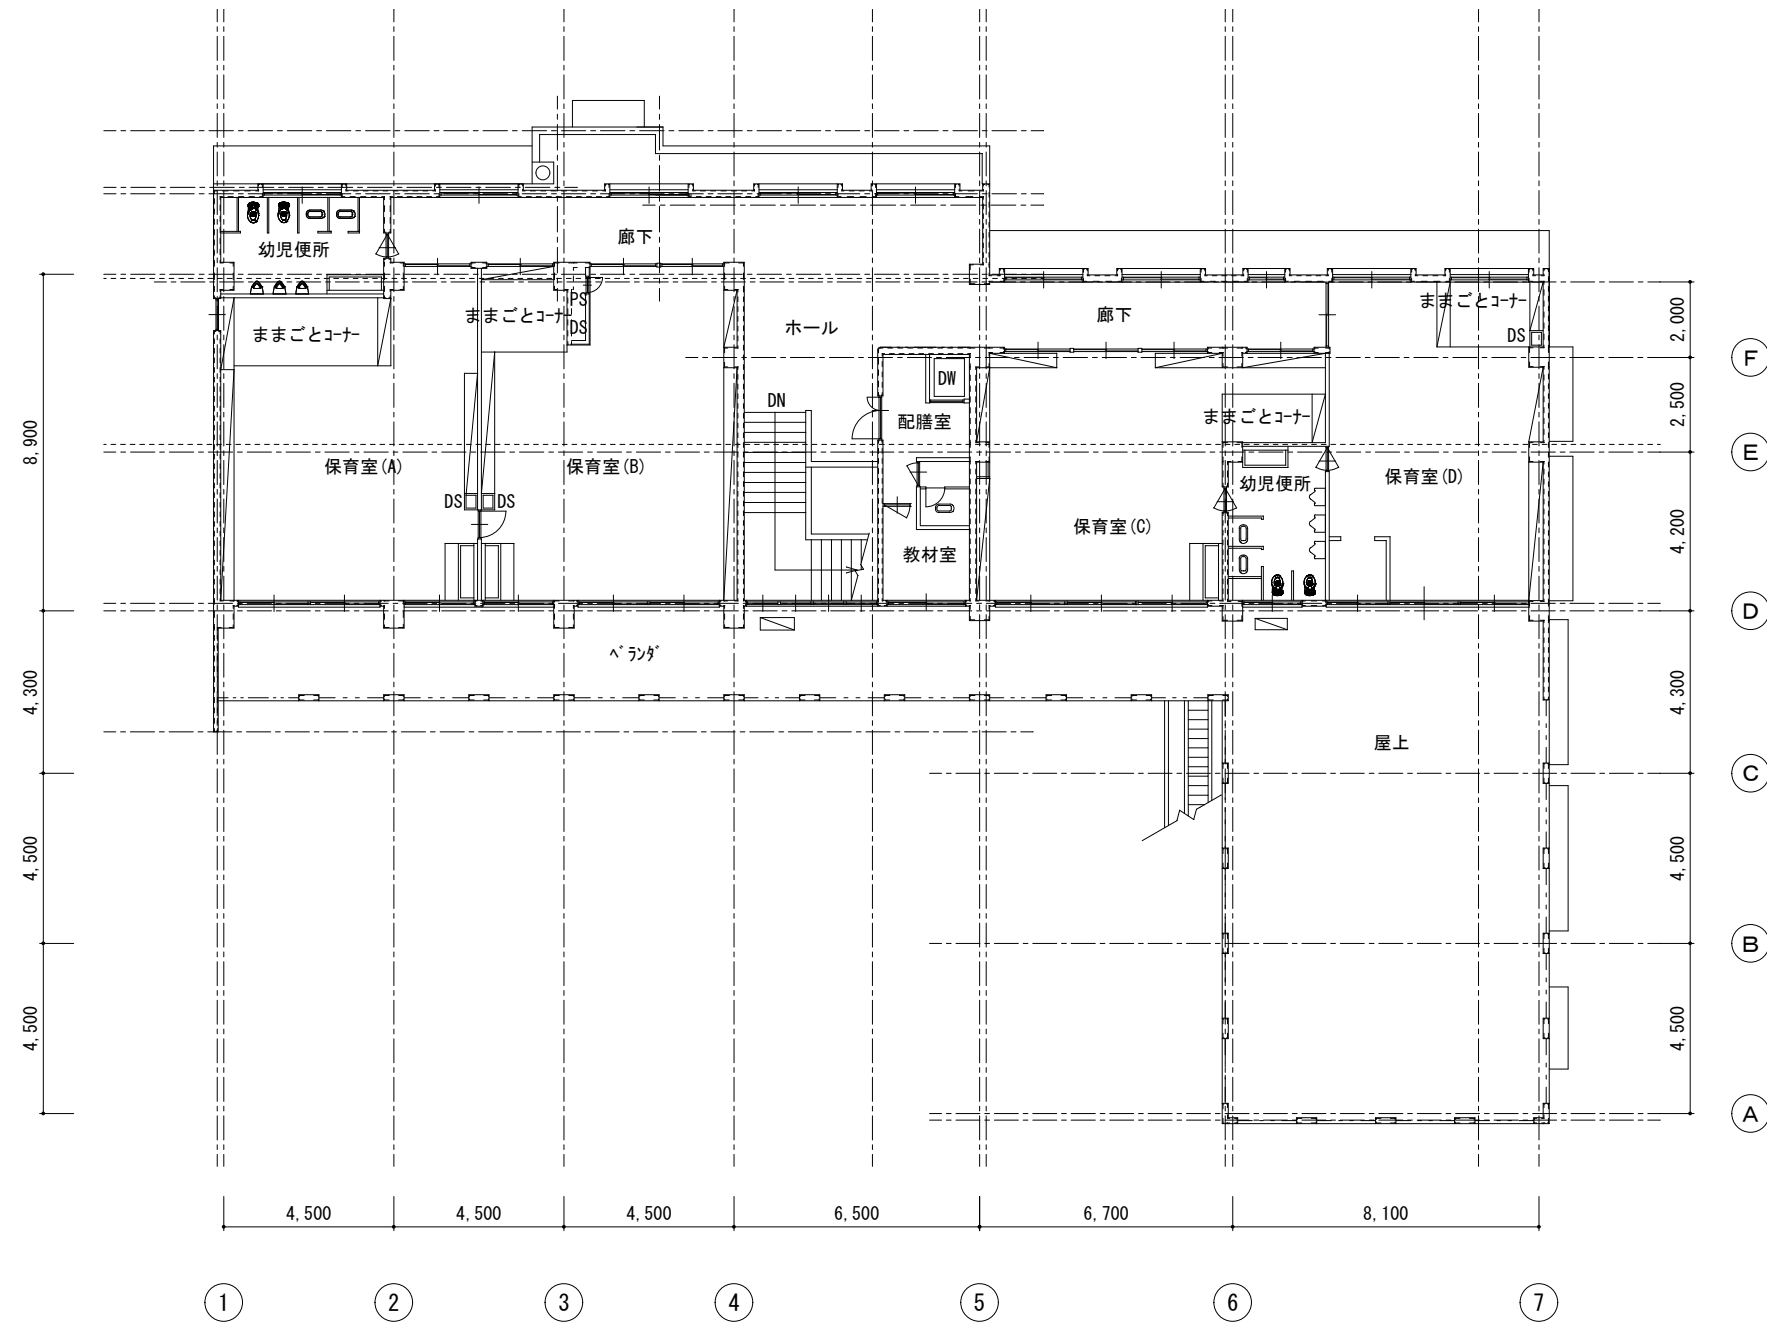 幼児便所
廊下
ままごとコーナー
ままごとコーナー
PS
DS
ホール
廊下
ままごとコーナー
DS
2,000
F
DN
DW
配膳室
ままごとコーナー
2,500
8,900
保育室(A)
保育室(B)
E
DS
DS
保育室(C)
幼児便所
保育室(D)
教材室
4,200
D
ベランダ
4,300
4,300
屋上
C
4,500
4,500
B
4,500
4,500
A
4,500
4,500
4,500
6,500
6,700
8,100
1
2
3
4
5
6
7